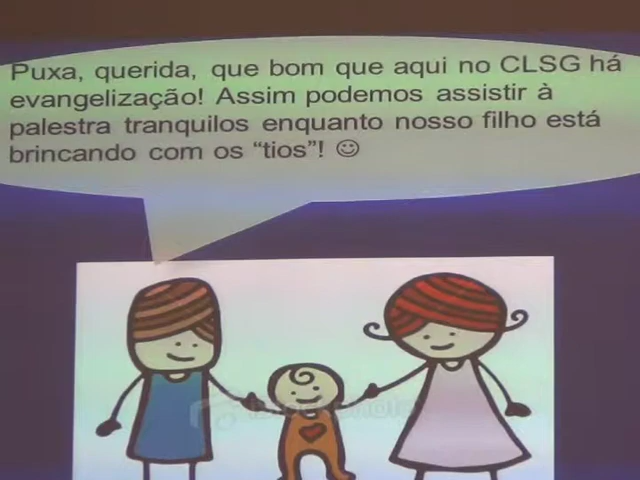 Puxa, querida, que bom que aqui no CLSG há
evangelização! Assim podemos assistir à
palestra tranquilos enquanto nosso filho está
brincando com os “tios”! ☺